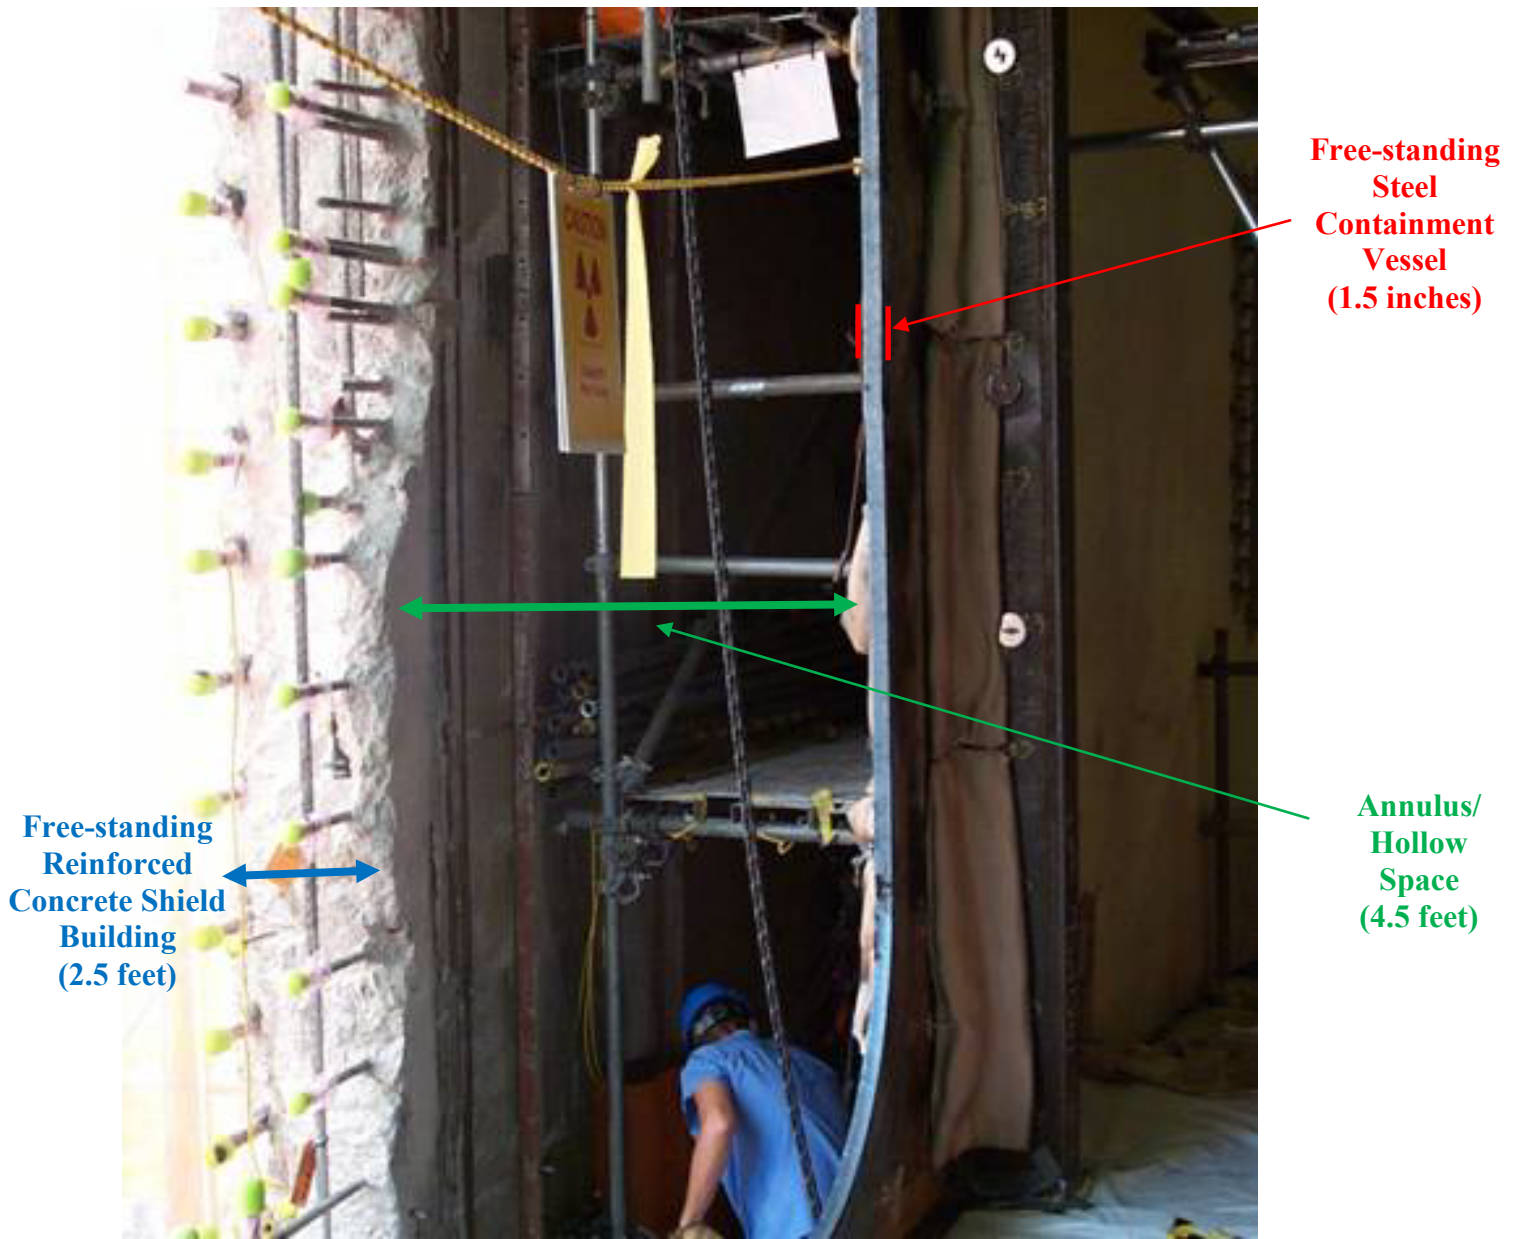 Free-standing
Steel
Containment
Vessel
(1.5 inches)
CAUTION
Free-standing
Reinforced
Concrete Shield
Building
(2.5 feet)
Annulus/
Hollow
Space
(4.5 feet)